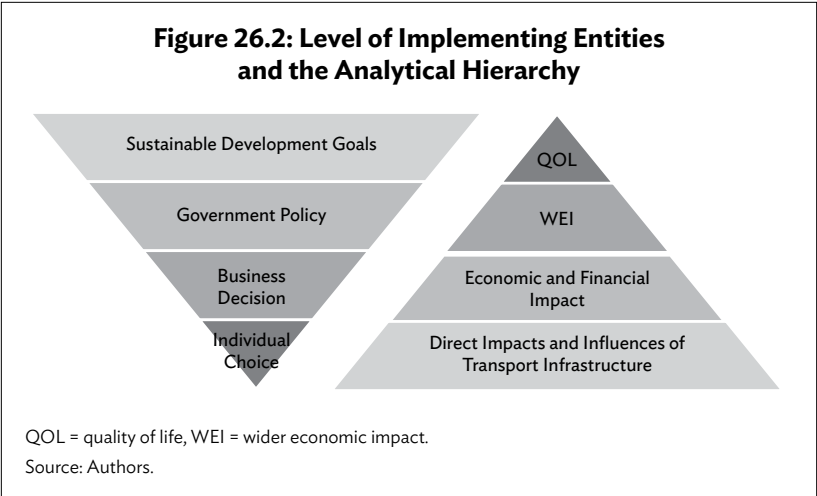 Figure 26.2: Level of Implementing Entities
and the Analytical Hierarchy
Sustainable Development Goals
Government Policy
Business
Decision
Individual
Choice
QOL
WEI
Economic and Financial
Impact
Direct Impacts and Influences of
Transport Infrastructure
QOL = quality of life, WEI = wider economic impact.
Source: Authors.